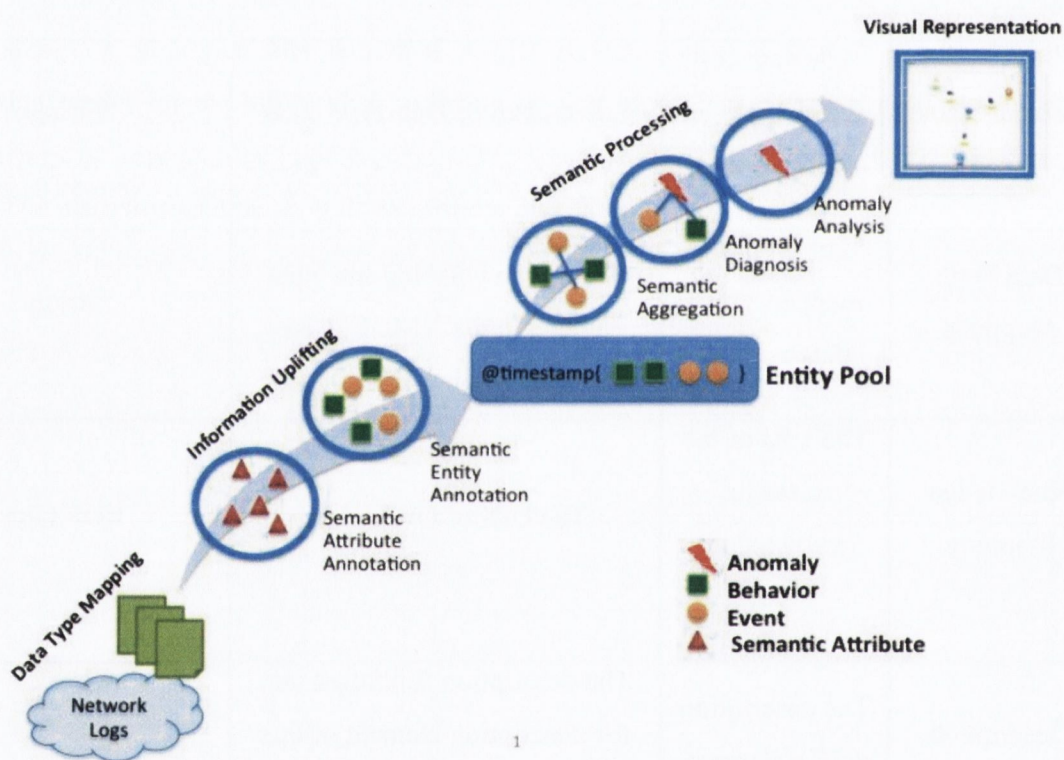 Visual Representation
Semantic Processing
Anomaly
Analysis
Anomaly
Diagnosis
Semantic
Aggregation
@timestamp{ }
Entity Pool
Information Uplifting
Semantic
Entity
Annotation
Semantic
Attribute
Annotation
Data Type Mapping
Network
Logs
Anomaly
Behavior
Event
Semantic Attribute
1